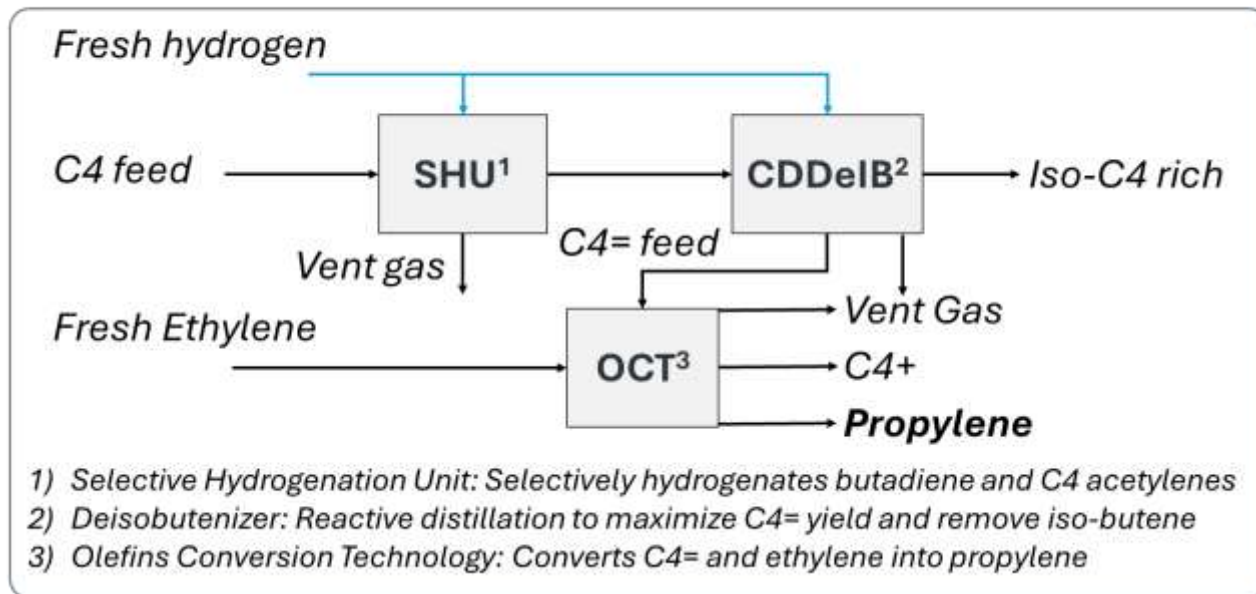 Fresh hydrogen
C4 feed
SHU¹
CDDeIB²
Iso-C4 rich
Vent gas
C4= feed
Fresh Ethylene
OCT³
Vent Gas
C4+
Propylene
1) Selective Hydrogenation Unit: Selectively hydrogenates butadiene and C4 acetylenes
2) Deisobutenizer: Reactive distillation to maximize C4= yield and remove iso-butene
3) Olefins Conversion Technology: Converts C4= and ethylene into propylene